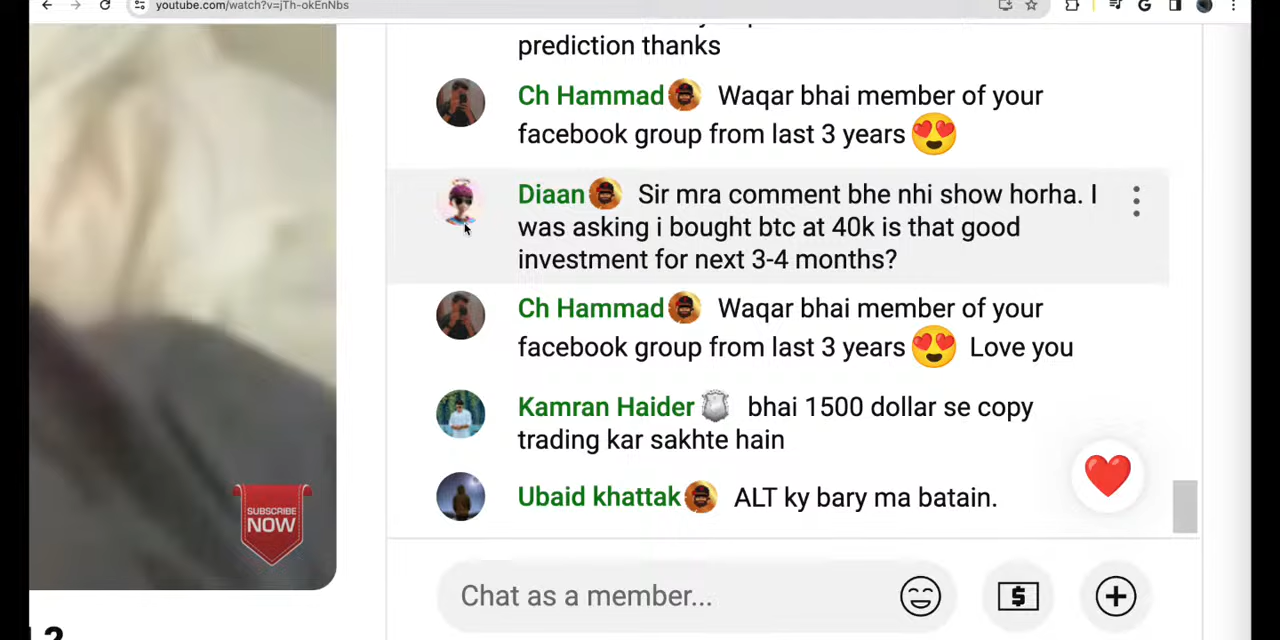 youtube.com/watch?v=jTh-okEnNbs
prediction thanks
Ch Hammad Waqar bhai member of your
facebook group from last 3 years 😍
Diaan Sir mra comment bhe nhi show horha. I
was asking i bought btc at 40k is that good
investment for next 3-4 months?
Ch Hammad Waqar bhai member of your
facebook group from last 3 years 😍 Love you
Kamran Haider bhai 1500 dollar se copy
trading kar sakhte hain
Ubaid khattak ALT ky bary ma batain.
SUBSCRIBE
NOW
Chat as a member...